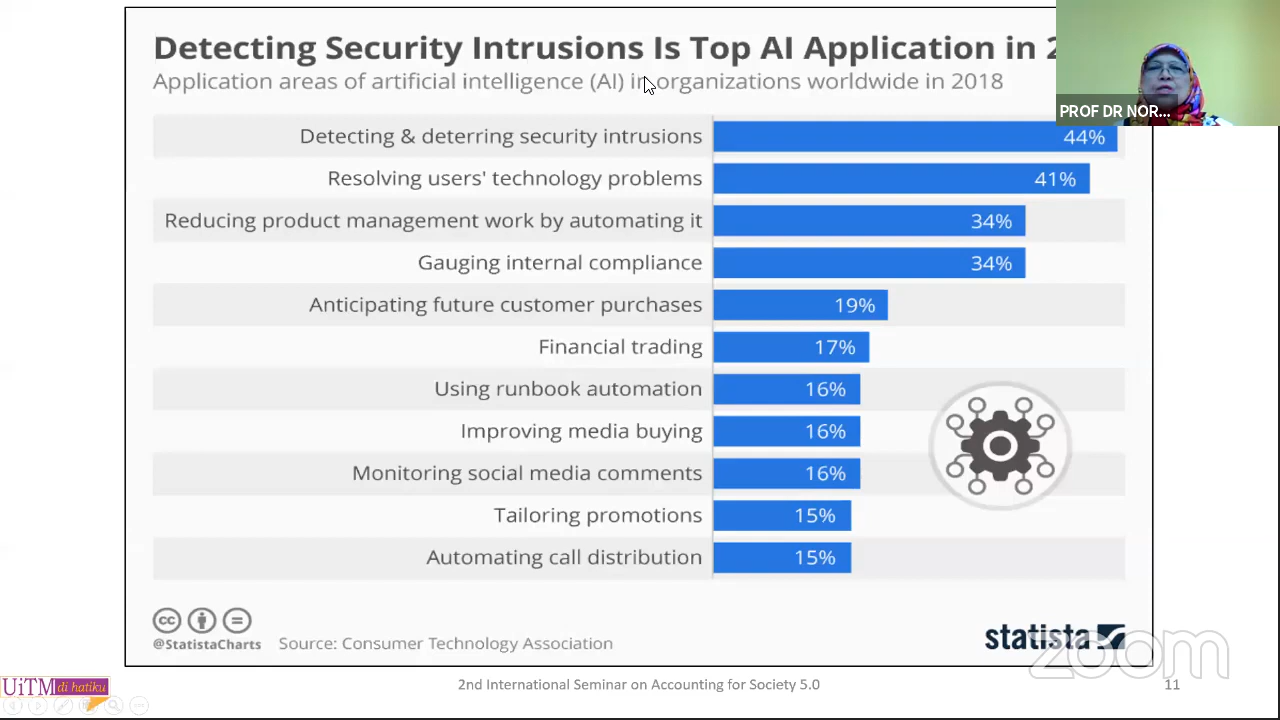 Detecting Security Intrusions Is Top AI Application in 2
Application areas of artificial intelligence (AI) in organizations worldwide in 2018
PROF DR NOR...
Detecting & deterring security intrusions 44%
Resolving users' technology problems 41%
Reducing product management work by automating it 34%
Gauging internal compliance 34%
Anticipating future customer purchases 19%
Financial trading 17%
Using runbook automation 16%
Improving media buying 16%
Monitoring social media comments 16%
Tailoring promotions 15%
Automating call distribution 15%
cc
@StatistaCharts Source: Consumer Technology Association
statista
zoom
UiTM di hatiku
2nd International Seminar on Accounting for Society 5.0
11